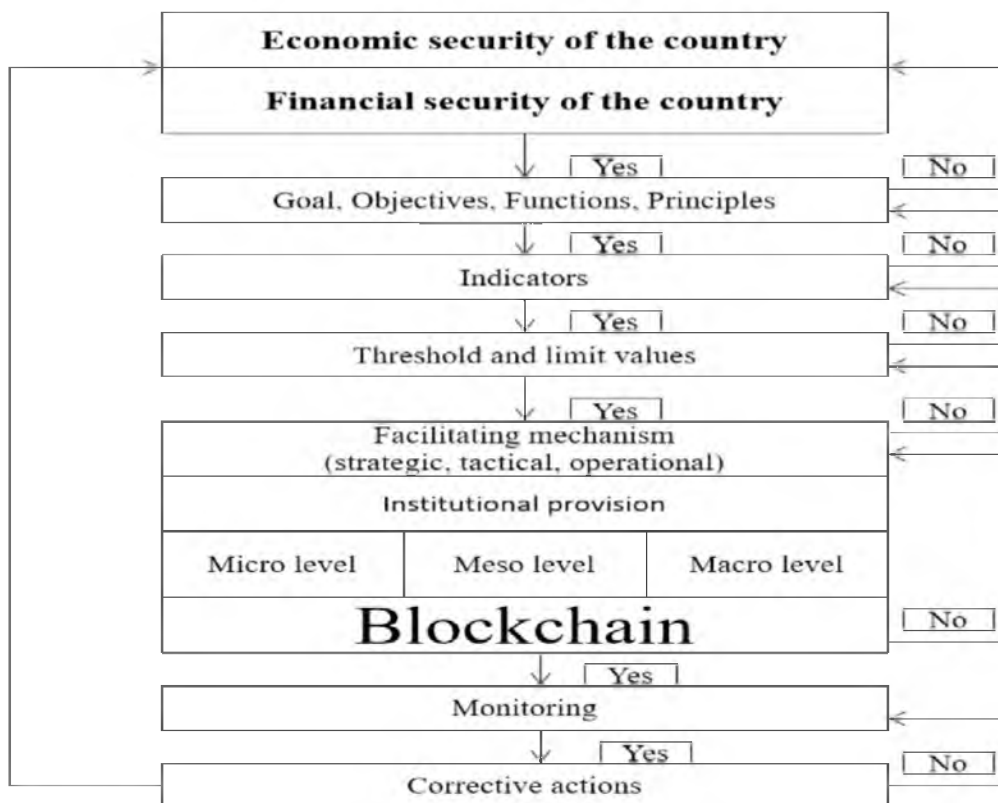 Economic security of the country
Financial security of the country
Yes
No
Goal, Objectives, Functions, Principles
Yes
No
Indicators
Yes
No
Threshold and limit values
Yes
No
Facilitating mechanism
(strategic, tactical, operational)
Institutional provision
Micro level
Meso level
Macro level
Blockchain
No
Yes
Monitoring
Yes
No
Corrective actions